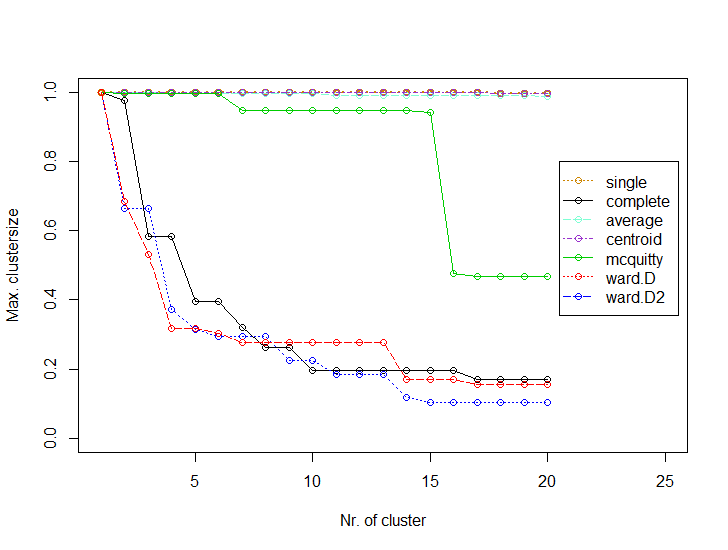 Max. clustersize
1.0
0.8
0.6
0.4
0.2
0.0
single
complete
average
centroid
mcquitty
ward.D
ward.D2
5 10 15 20 25
Nr. of cluster